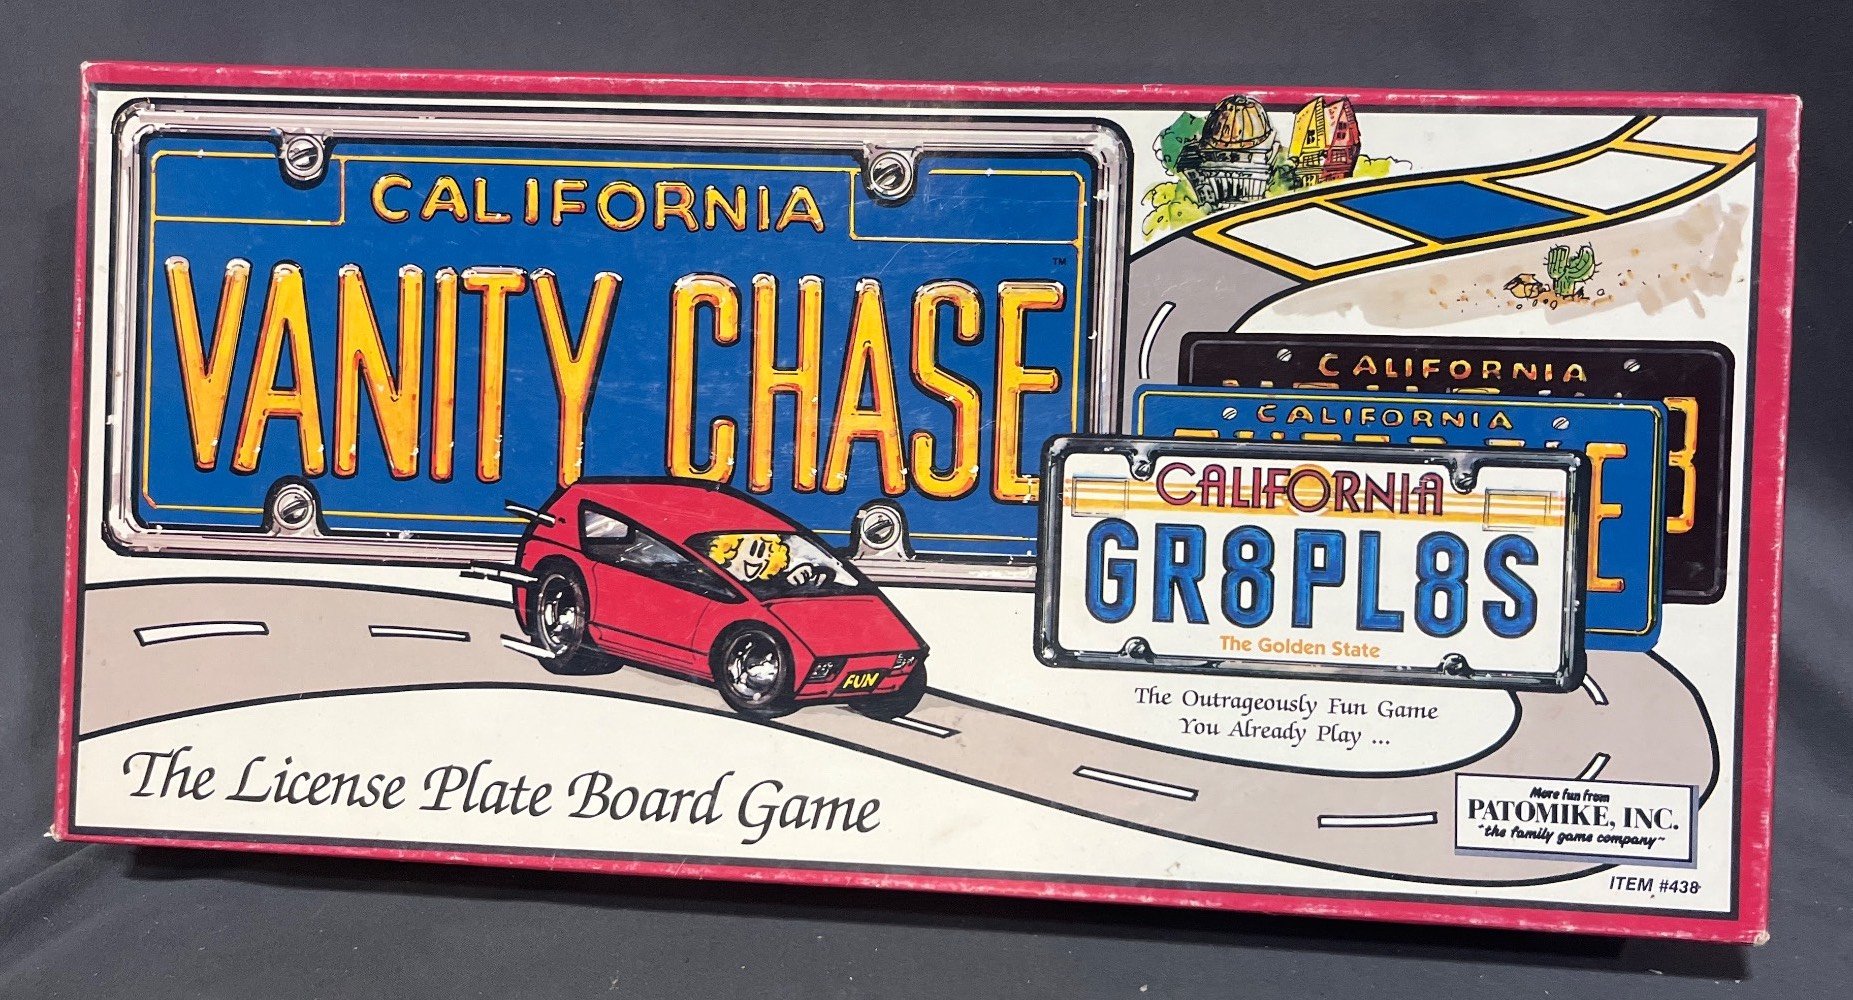 CALIFORNIA
VANITY CHASE
TM
CALIFORNIA
CALIFORNIA
CALIFORNIA
GR8PL8S
The Golden State
FUN
The Outrageously Fun Game
You Already Play ...
The License Plate Board Game
More fun from
PATOMIKE, INC.
"the family game company"
ITEM #438